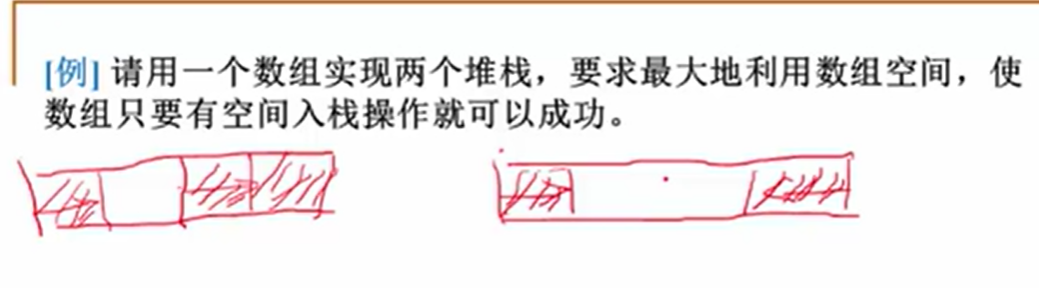 [例] 请用一个数组实现两个堆栈，要求最大地利用数组空间，使
数组只要有空间入栈操作就可以成功。